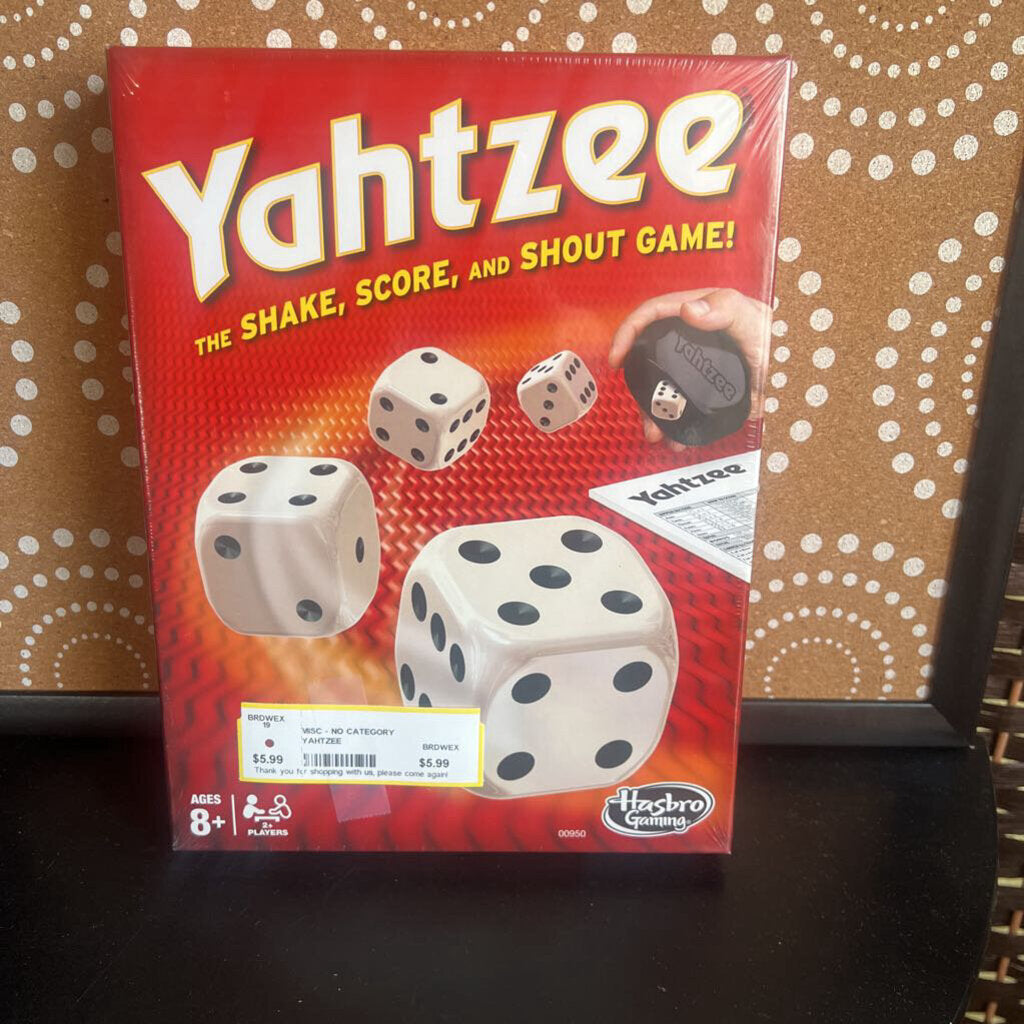 Yahtzee
THE SHAKE, SCORE, AND SHOUT GAME!
Yahtzee
Yahtzee
BRDWEX
19
$5.99
MISC - NO CATEGORY
YAHTZEE
BRDWEX
$5.99
Thank you for shopping with us, please come again!
AGES
8+
2+
PLAYERS
00950
Hasbro
Gaming